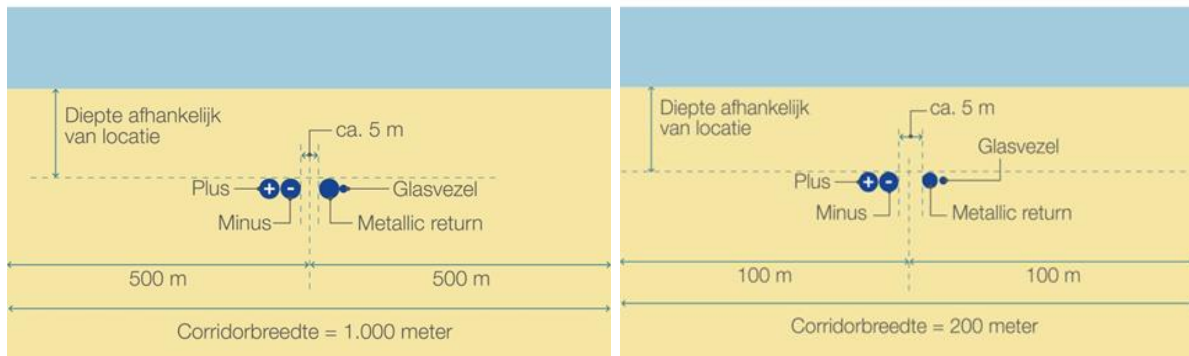 Diepte afhankelijk
van locatie
ca. 5 m
Plus
+
-
Glasvezel
Minus
Metallic return
500 m
500 m
Corridorbreedte = 1.000 meter
Diepte afhankelijk
van locatie
ca. 5 m
Glasvezel
Plus
+
-
Minus
Metallic return
100 m
100 m
Corridorbreedte = 200 meter